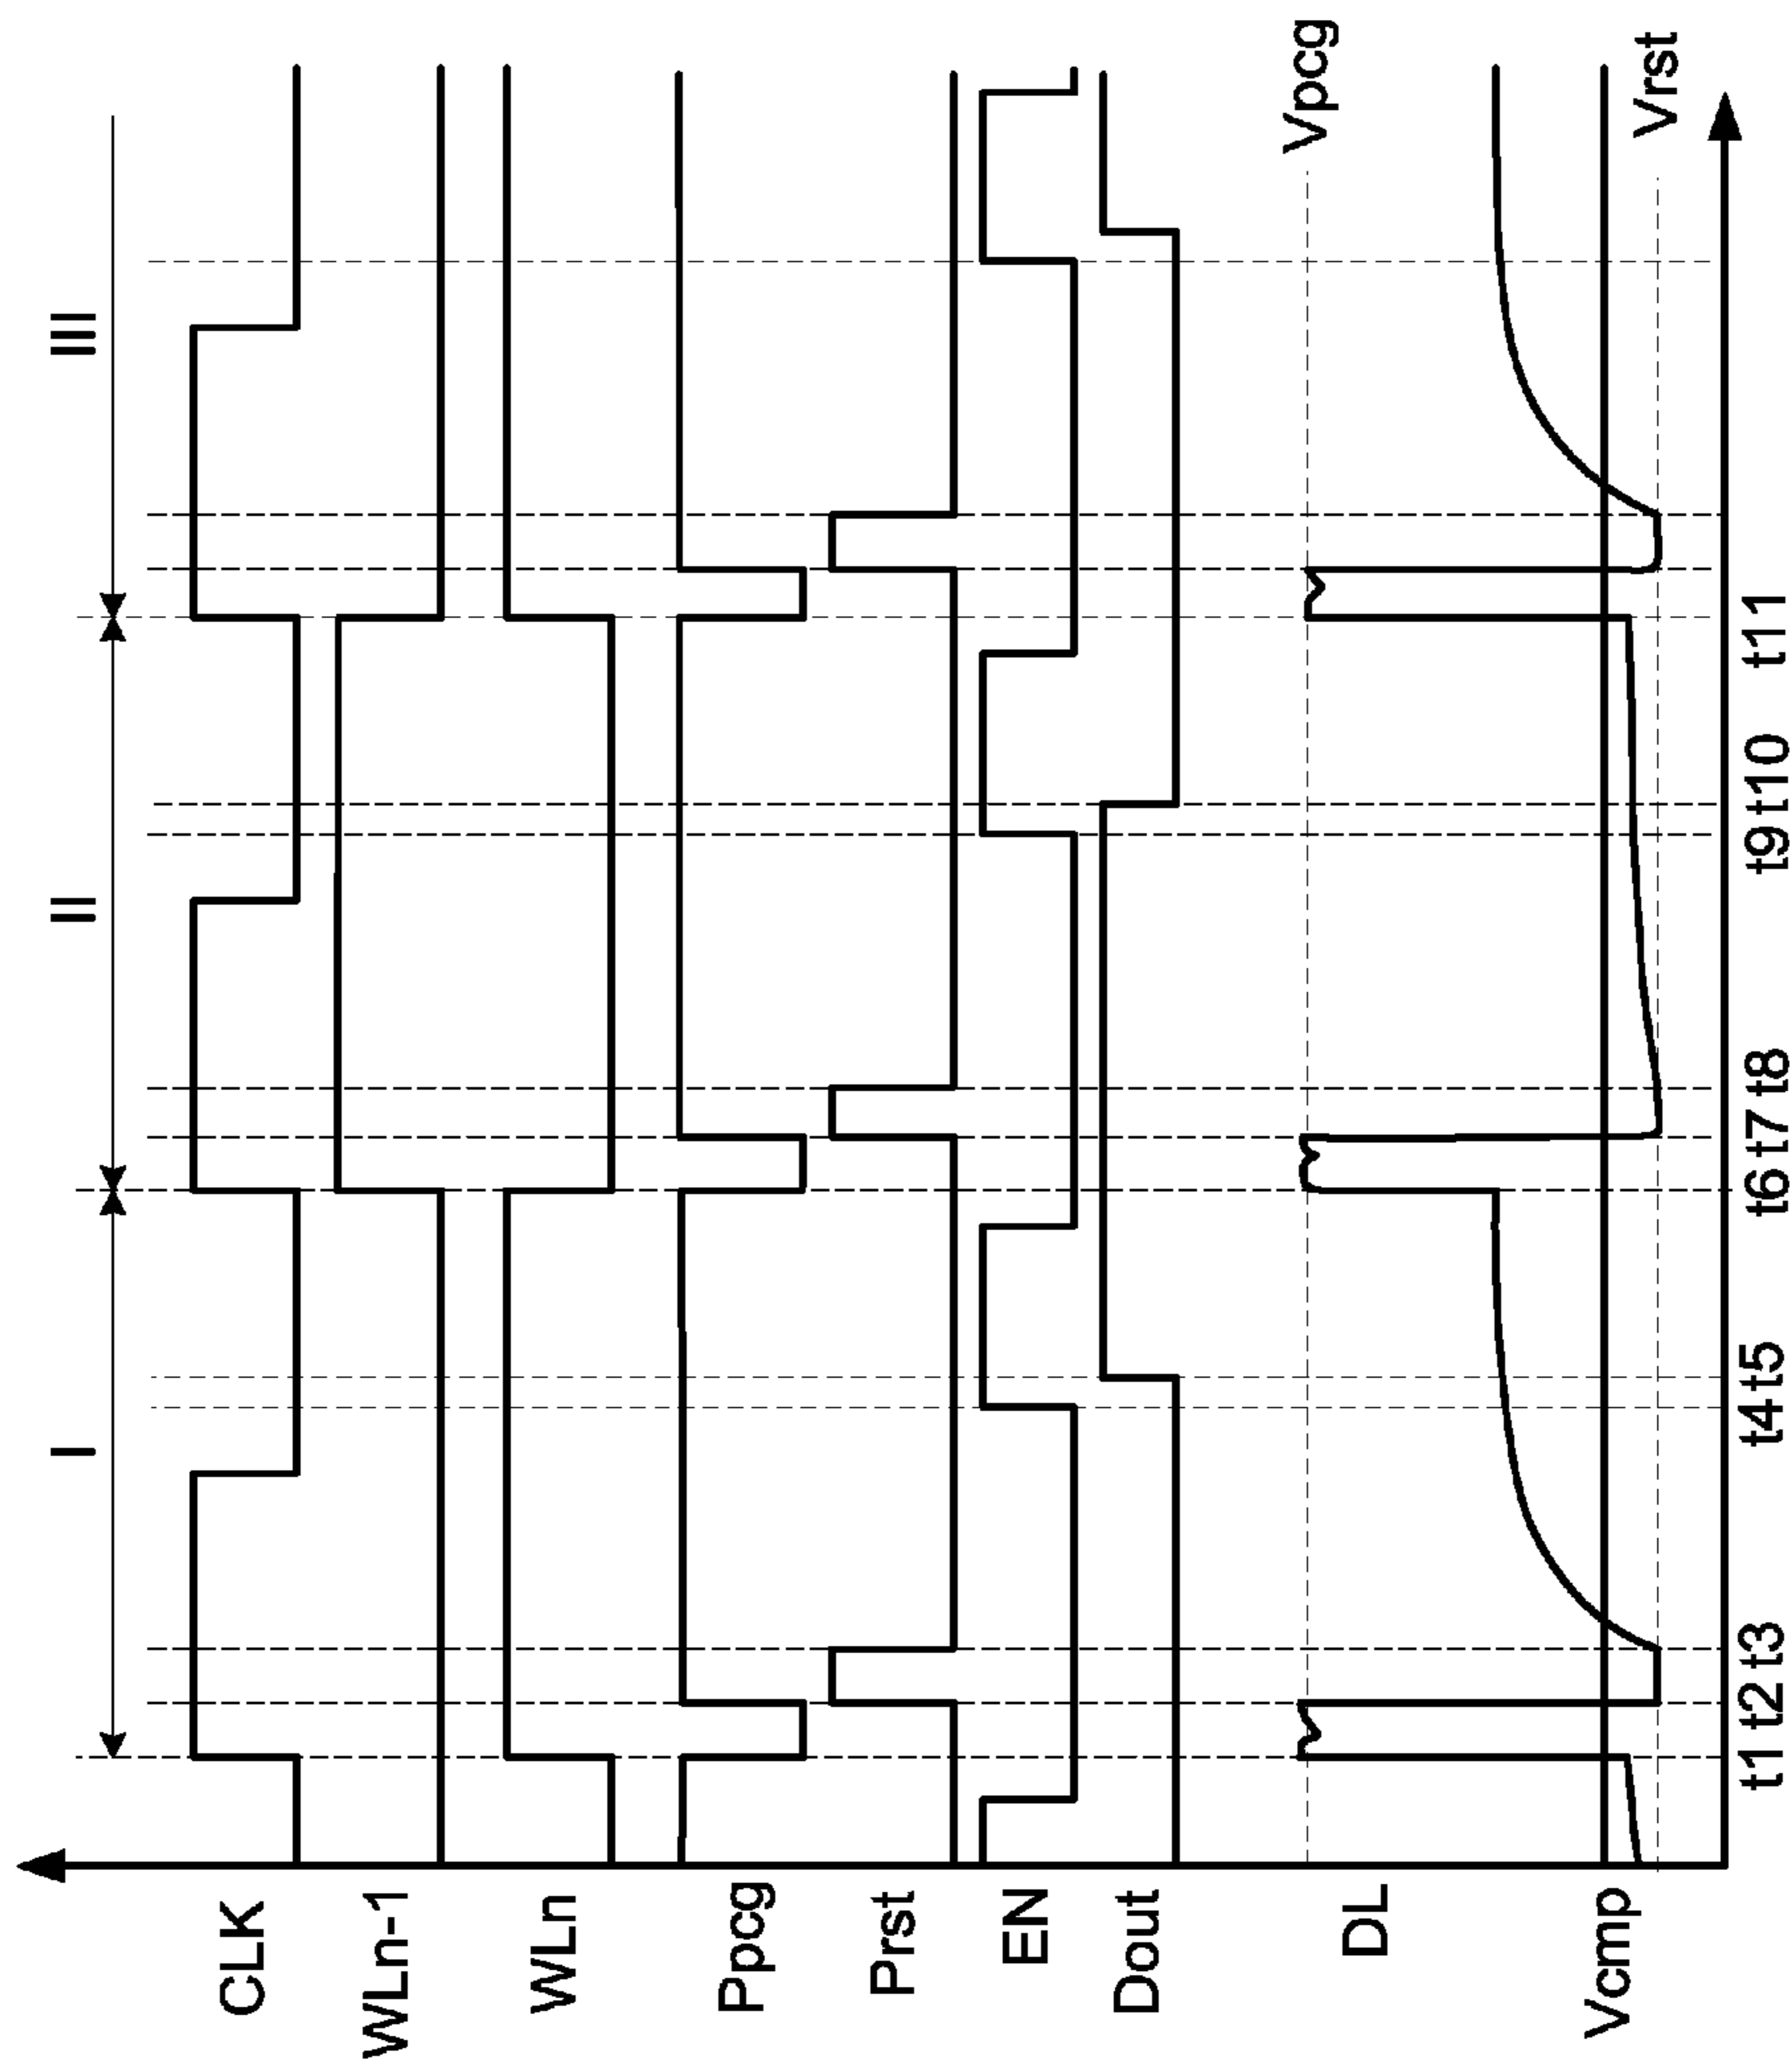 I
II
III
CLK
WLn-1
WLn
Ppcg
Prst
EN
Dout
Vpcg
DL
Vcmp
Vrst
t1 t2 t3 t4 t5 t6 t7 t8 t9 t10 t11